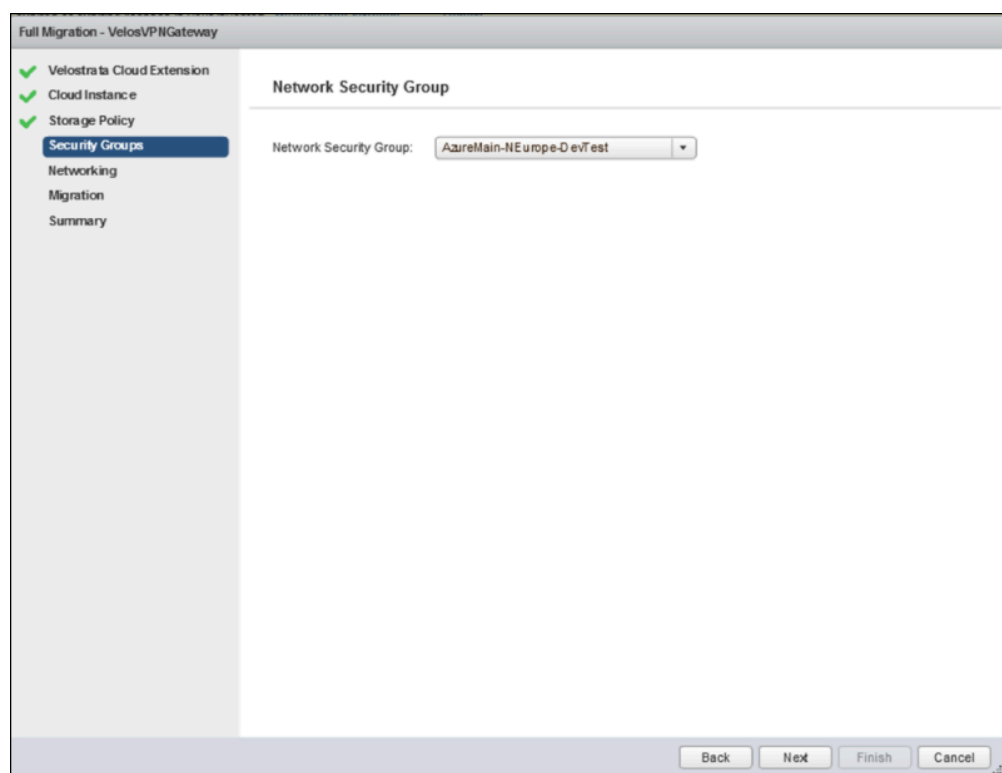 Full Migration - VelosVPNGateway
Velostrata Cloud Extension
Cloud Instance
Storage Policy
Security Groups
Networking
Migration
Summary
Network Security Group
Network Security Group: AzureMain-NEurope-DevTest
Back Next Finish Cancel